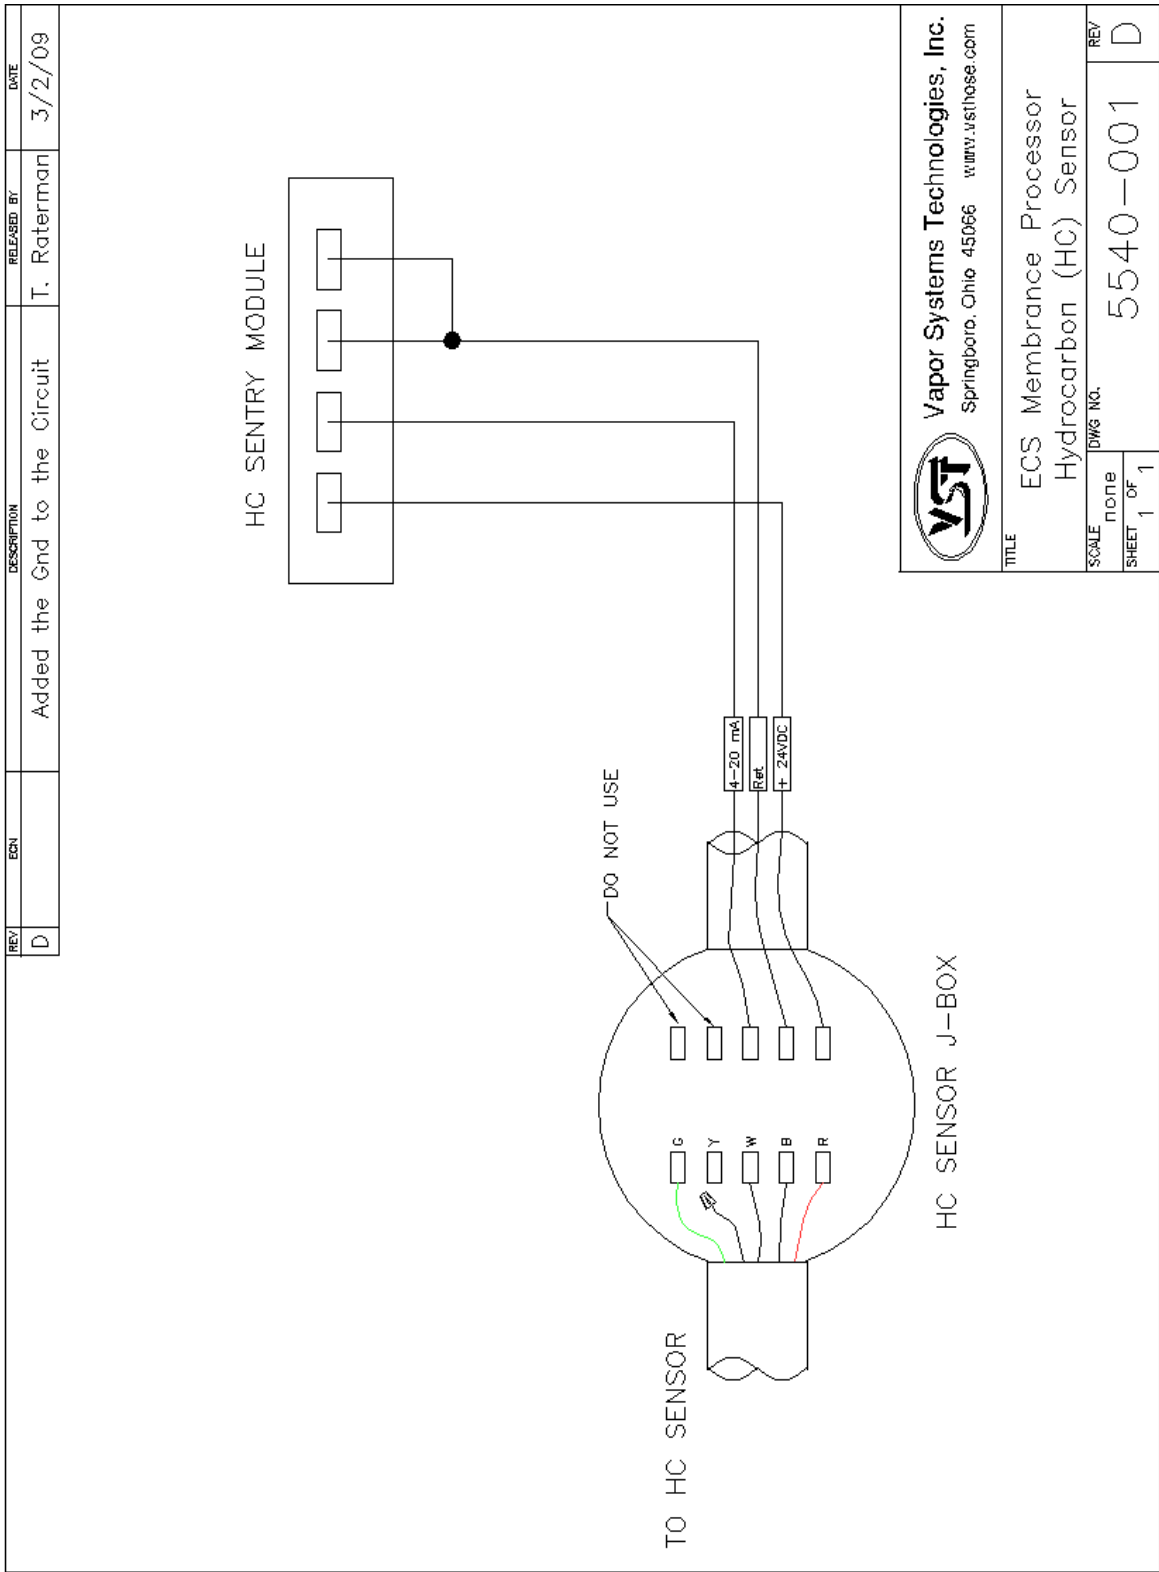 REV ECN DESCRIPTION RELEASED BY DATE
D Added the Gnd to the Circuit T. Raterman 3/2/09
HC SENTRY MODULE
DO NOT USE
4-20 mA
Ret
+ 24VDC
TO HC SENSOR
G
Y
W
B
R
HC SENSOR J-BOX
VST
Vapor Systems Technologies, Inc.
Springboro, Ohio 45066 www.vsthose.com
TITLE
ECS Membrance Processor
Hydrocarbon (HC) Sensor
SCALE none
DWG NO. 5540-001
REV D
SHEET 1 OF 1